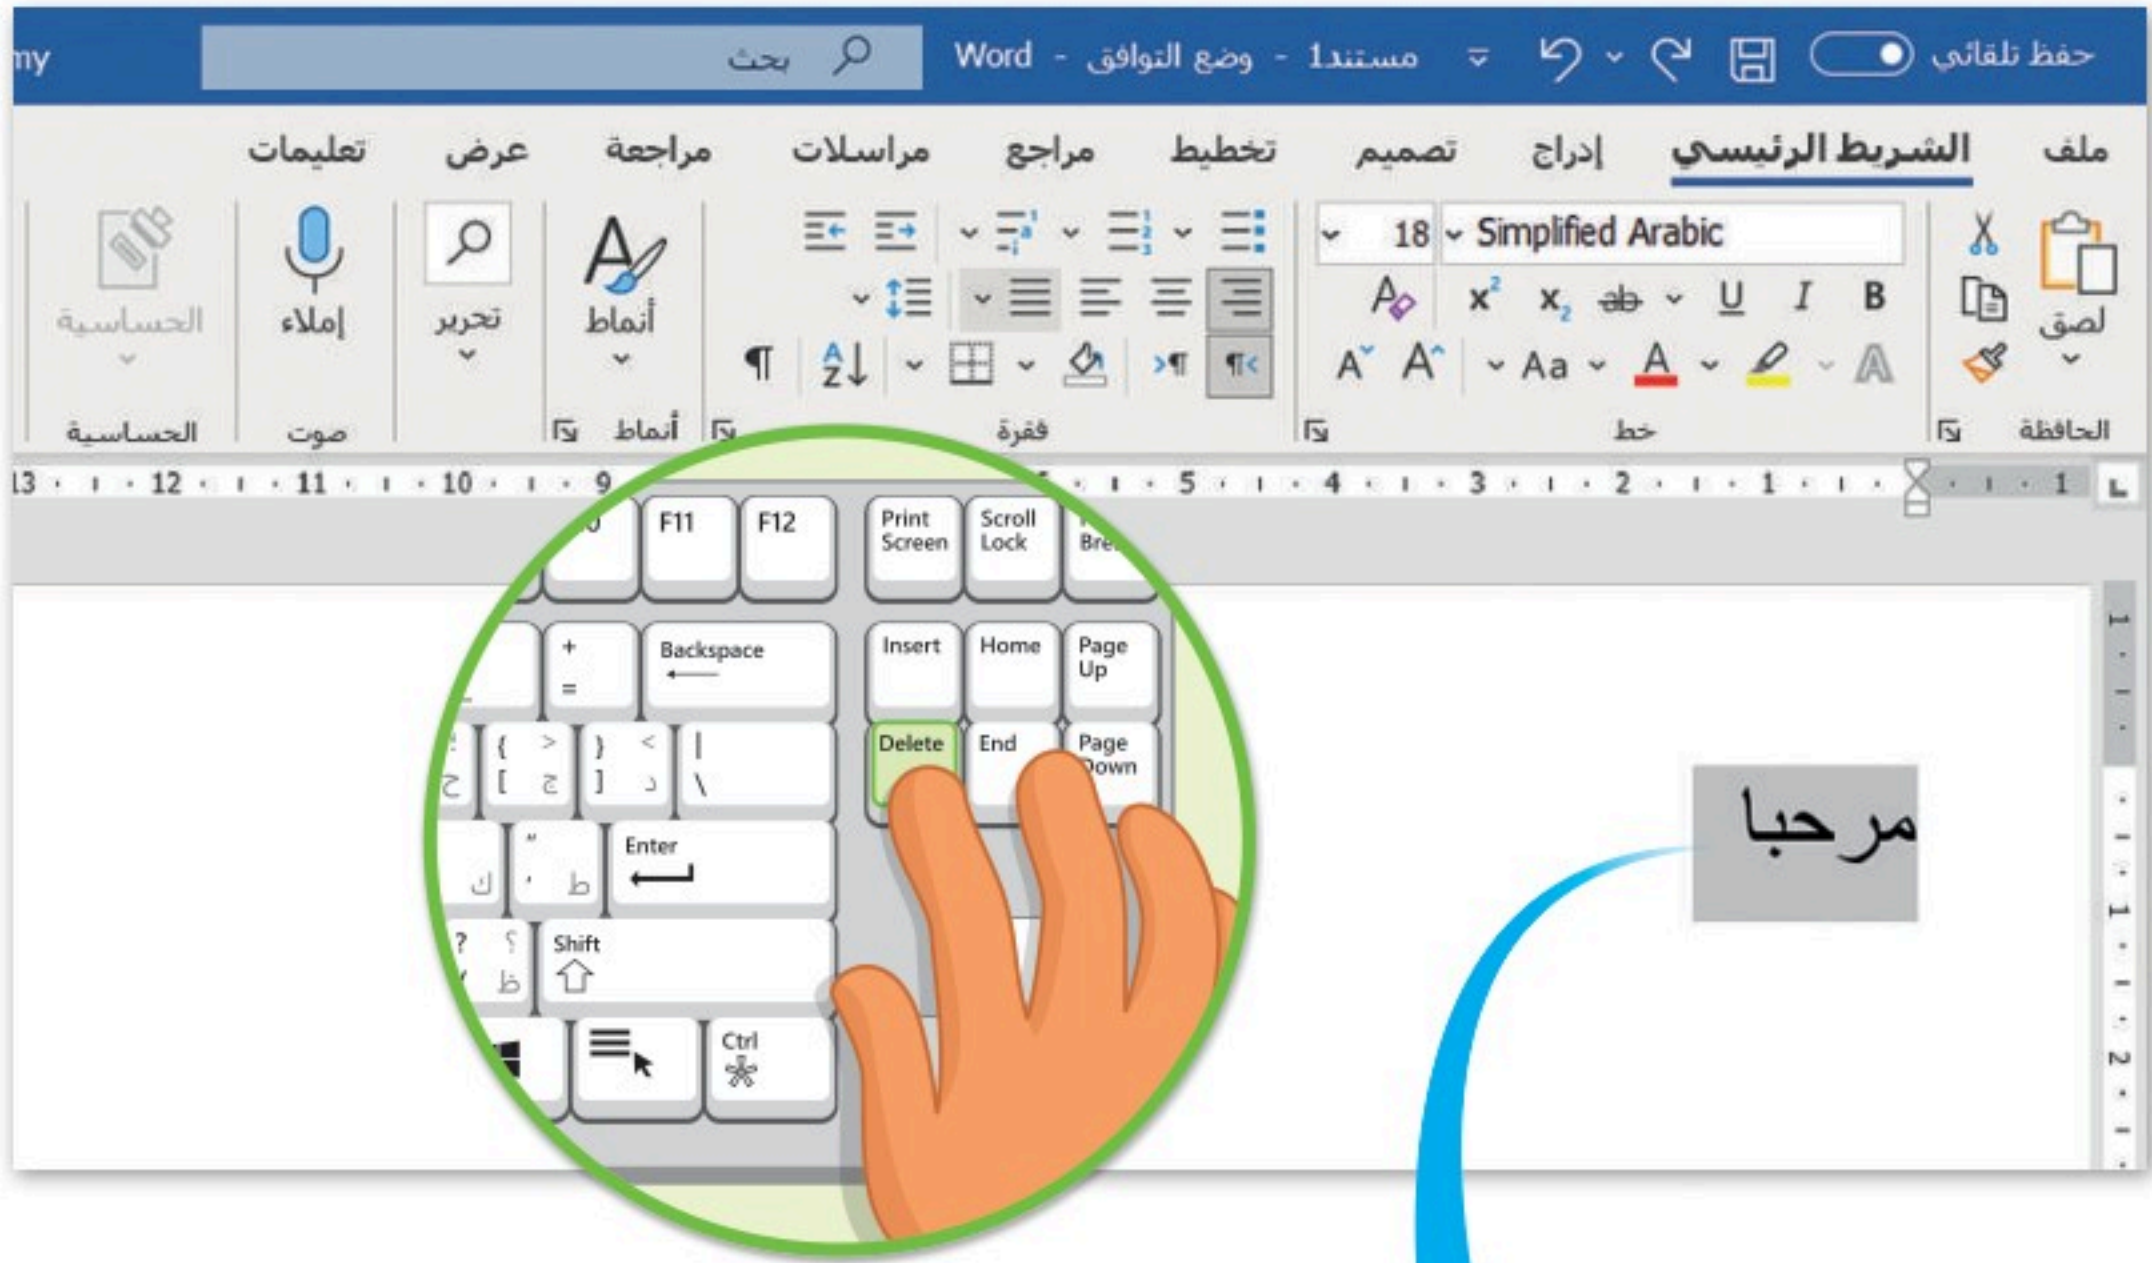 حفظ تلقائي مستند1 - وضع التوافق - Word بحث my
ملف الشريط الرئيسي إدراج تصميم تخطيط مراجع مراسلات مراجعة عرض تعليمات
Simplified Arabic 18
لصق
B I U ab x₂ x²
Aa A A A
أنماط تحرير إملاء الحساسية
الحافظة خط فقرة أنماط صوت الحساسية
1 1 2 3 4 5 9 10 11 12 13
F11 F12 Print Screen Scroll Lock
+ = Backspace Insert Home Page Up
ح { > [ ج } < ] د | \ Delete End Page Down
ك " ' ط Enter
? ؟ ظ Shift
Ctrl
مرحبا
1
1
2